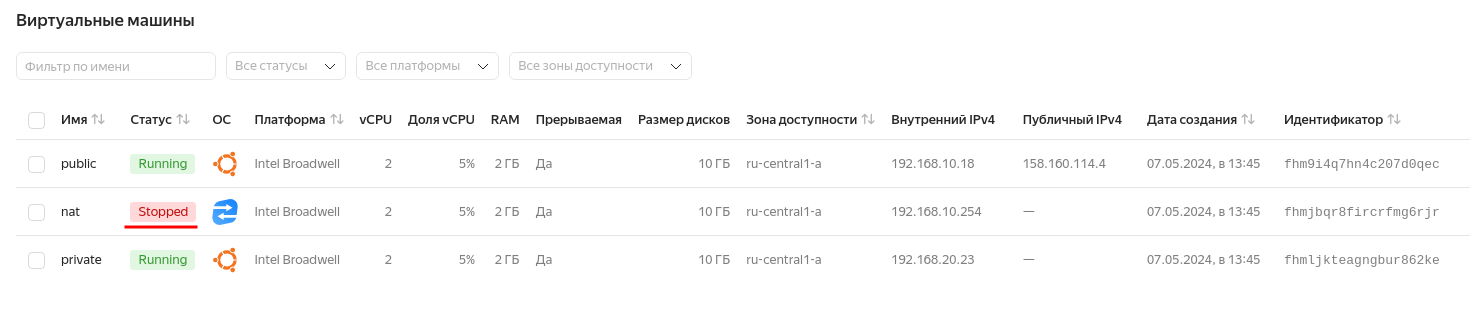 Виртуальные машины
Фильтр по имени Все статусы Все платформы Все зоны доступности
Имя Статус ОС Платформа vCPU Доля vCPU RAM Прерываемая Размер дисков Зона доступности Внутренний IPv4 Публичный IPv4 Дата создания Идентификатор
public Running Intel Broadwell 2 5% 2 ГБ Да 10 ГБ ru-central1-a 192.168.10.18 158.160.114.4 07.05.2024, в 13:45 fhm9i4q7hn4c207d0qec
nat Stopped Intel Broadwell 2 5% 2 ГБ Да 10 ГБ ru-central1-a 192.168.10.254 — 07.05.2024, в 13:45 fhmjbqr8fircrfmg6rjr
private Running Intel Broadwell 2 5% 2 ГБ Да 10 ГБ ru-central1-a 192.168.20.23 — 07.05.2024, в 13:45 fhmljkteagngbur862ke